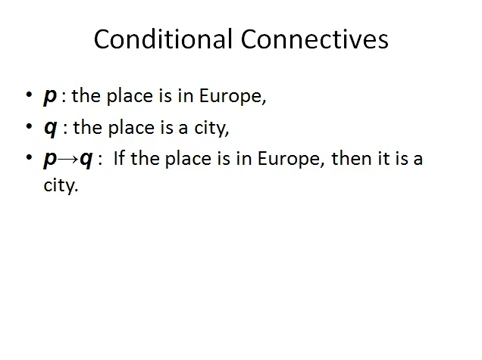 Conditional Connectives
• p : the place is in Europe,
• q : the place is a city,
• p→q : If the place is in Europe, then it is a
city.